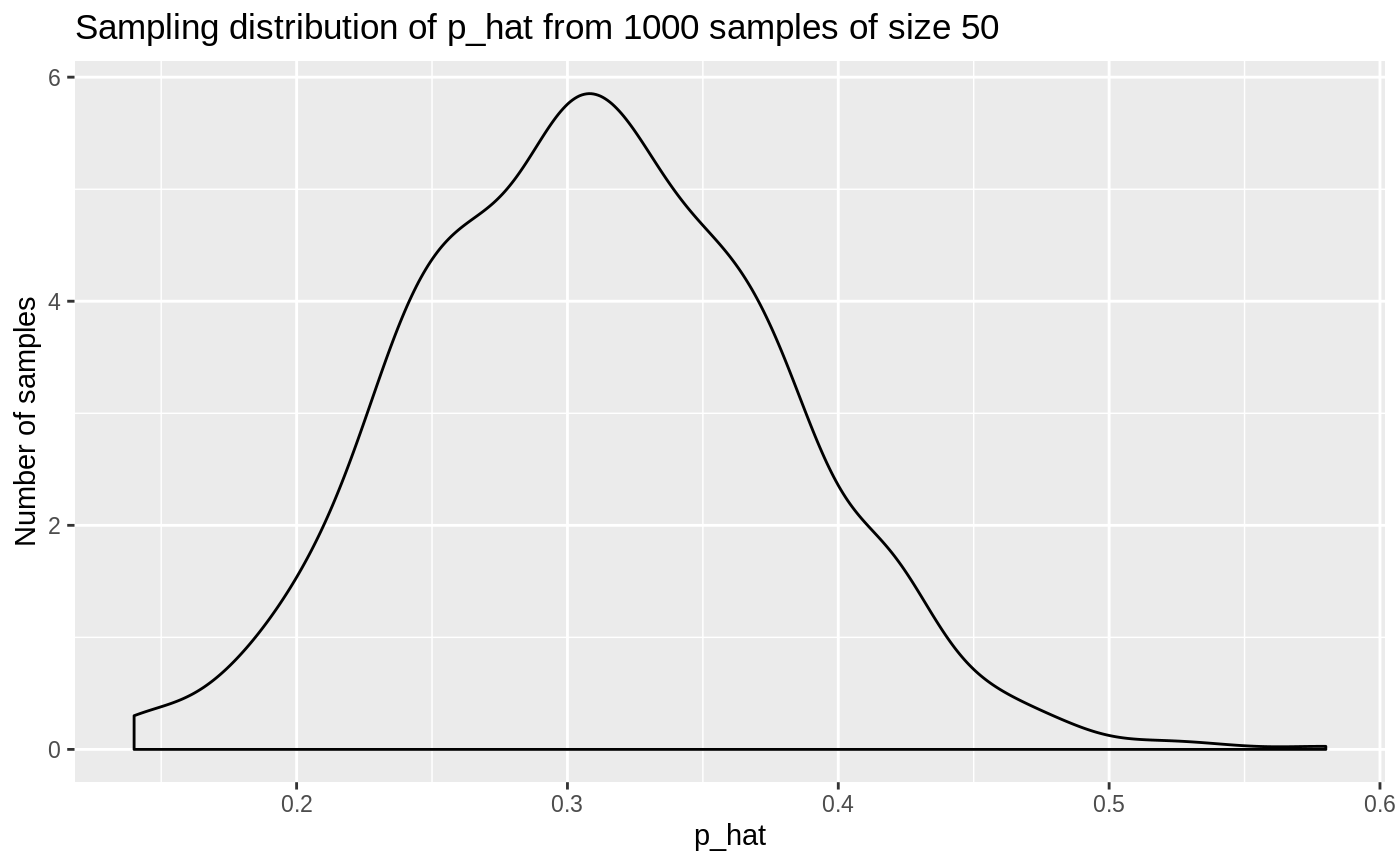 Sampling distribution of p_hat from 1000 samples of size 50
6
4
2
0
Number of samples
0.2 0.3 0.4 0.5 0.6
p_hat